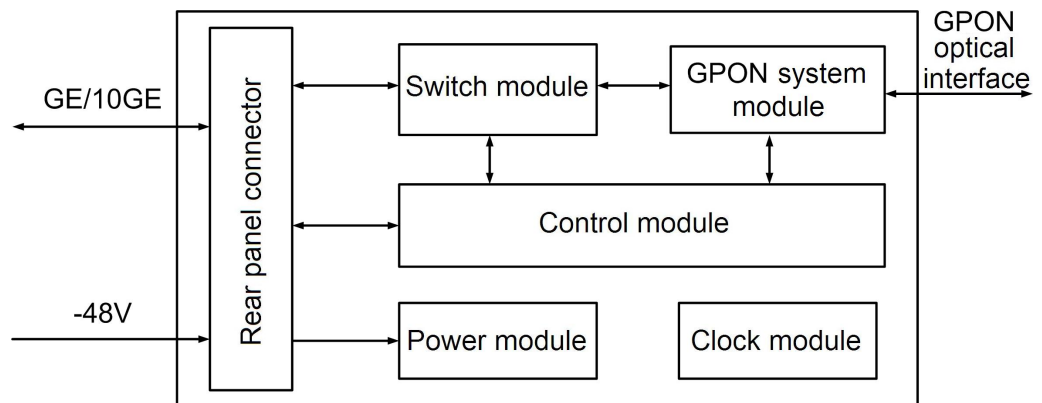 GPON
optical
interface
GE/10GE
Rear panel connector
Switch module
GPON system
module
Control module
-48V
Power module
Clock module